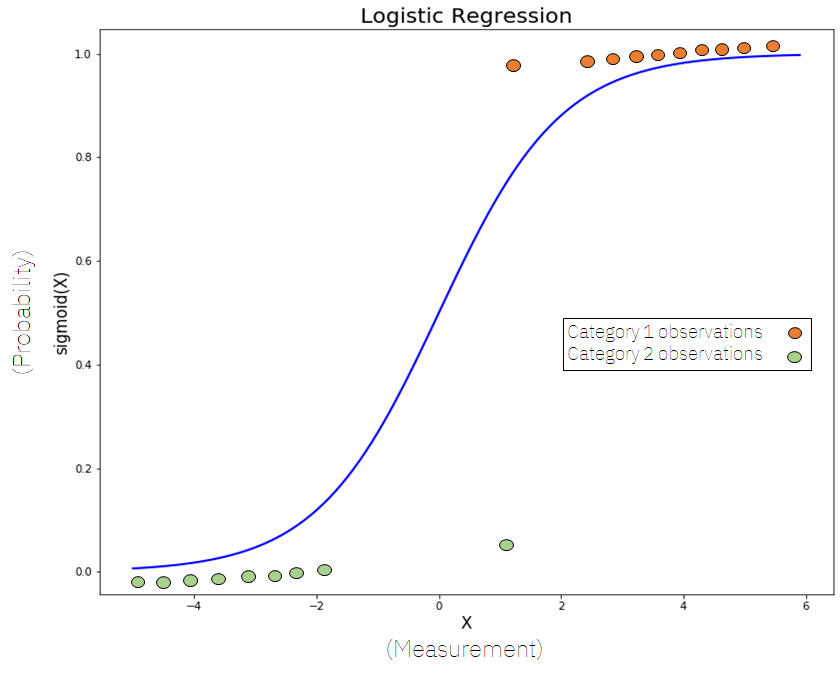 Logistic Regression
1.0
0.8
0.6
0.4
0.2
0.0
(Probability)
sigmoid(X)
Category 1 observations
Category 2 observations
−4
−2
0
2
4
6
X
(Measurement)